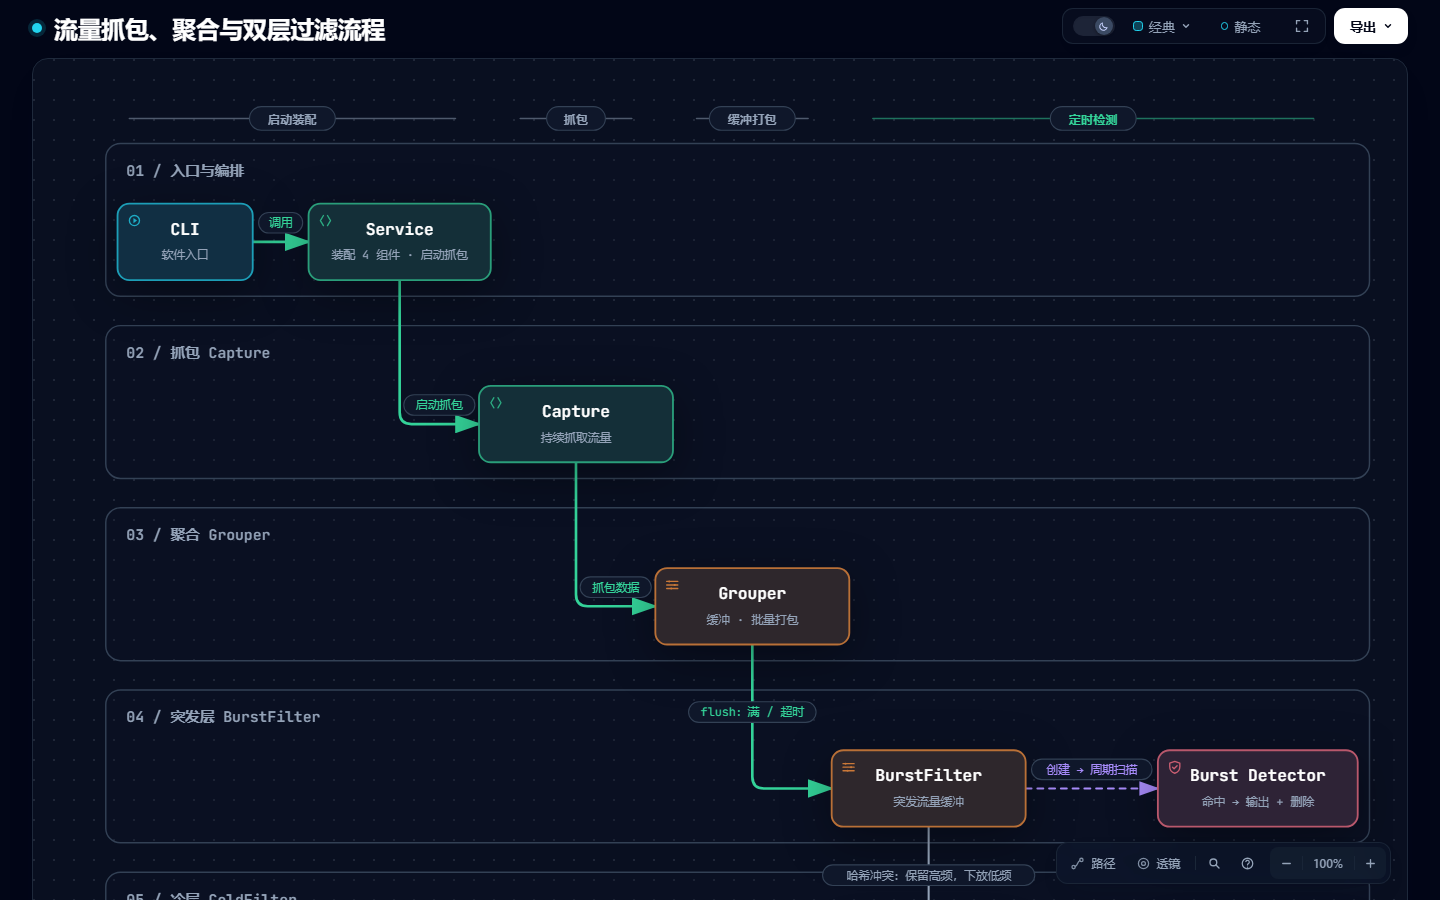 流量抓包、聚合与双层过滤流程
经典
静态
导出
启动装配
抓包
缓冲打包
定时检测
01 / 入口与编排
CLI
软件入口
调用
Service
装配 4 组件 · 启动抓包
02 / 抓包 Capture
启动抓包
Capture
持续抓取流量
03 / 聚合 Grouper
抓包数据
Grouper
缓冲 · 批量打包
04 / 突发层 BurstFilter
flush: 满 / 超时
BurstFilter
突发流量缓冲
创建 → 周期扫描
Burst Detector
命中 → 输出 + 删除
哈希冲突: 保留高频, 下放低频
路径
透镜
100%
05 / 冷层 ColdFilter